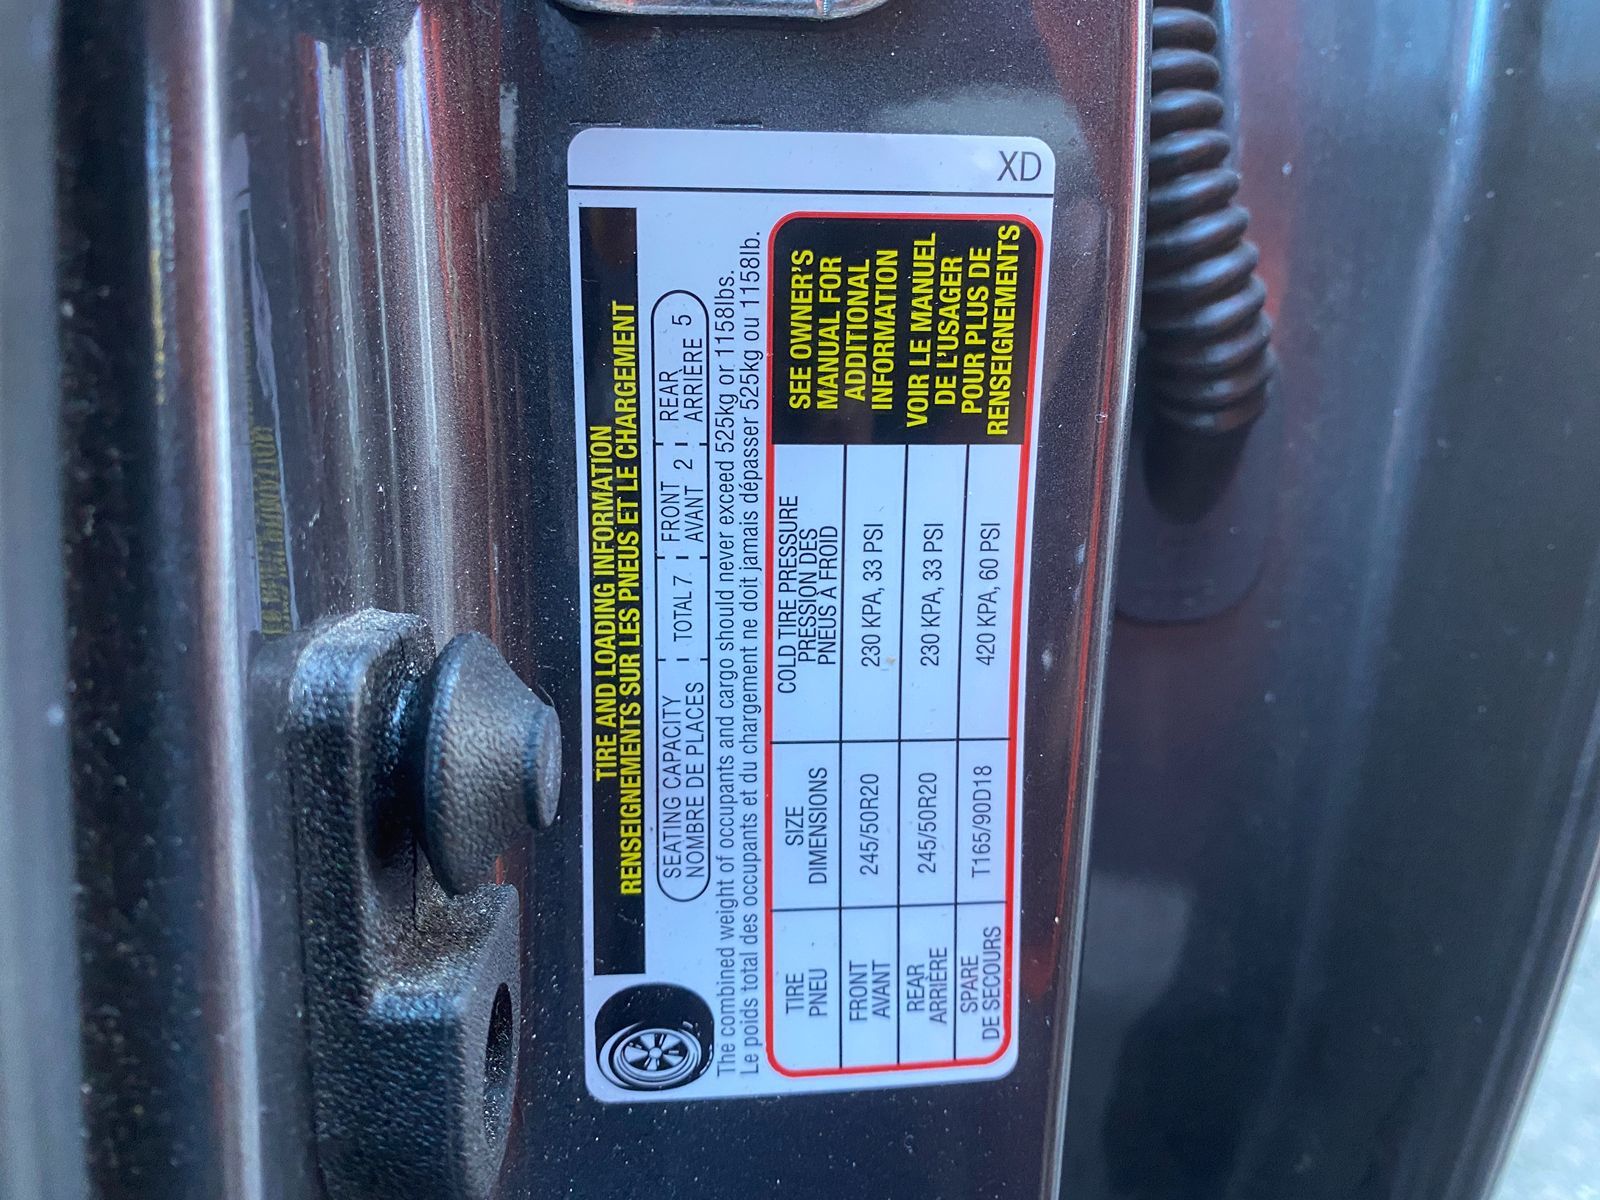 XD
TIRE AND LOADING INFORMATION
RENSEIGNEMENTS SUR LES PNEUS ET LE CHARGEMENT
SEATING CAPACITY TOTAL 7 FRONT 2 REAR 5
NOMBRE DE PLACES AVANT ARRIÈRE
The combined weight of occupants and cargo should never exceed 525kg or 1158lbs.
Le poids total des occupants et du chargement ne doit jamais dépasser 525kg ou 1158lb.
TIRE SIZE COLD TIRE PRESSURE
PNEU DIMENSIONS PRESSION DES
PNEUS À FROID
FRONT 245/50R20 230 KPA, 33 PSI
AVANT
REAR 245/50R20 230 KPA, 33 PSI
ARRIÈRE
SPARE T165/90D18 420 KPA, 60 PSI
DE SECOURS
SEE OWNER'S
MANUAL FOR
ADDITIONAL
INFORMATION
VOIR LE MANUEL
DE L'USAGER
POUR PLUS DE
RENSEIGNEMENTS